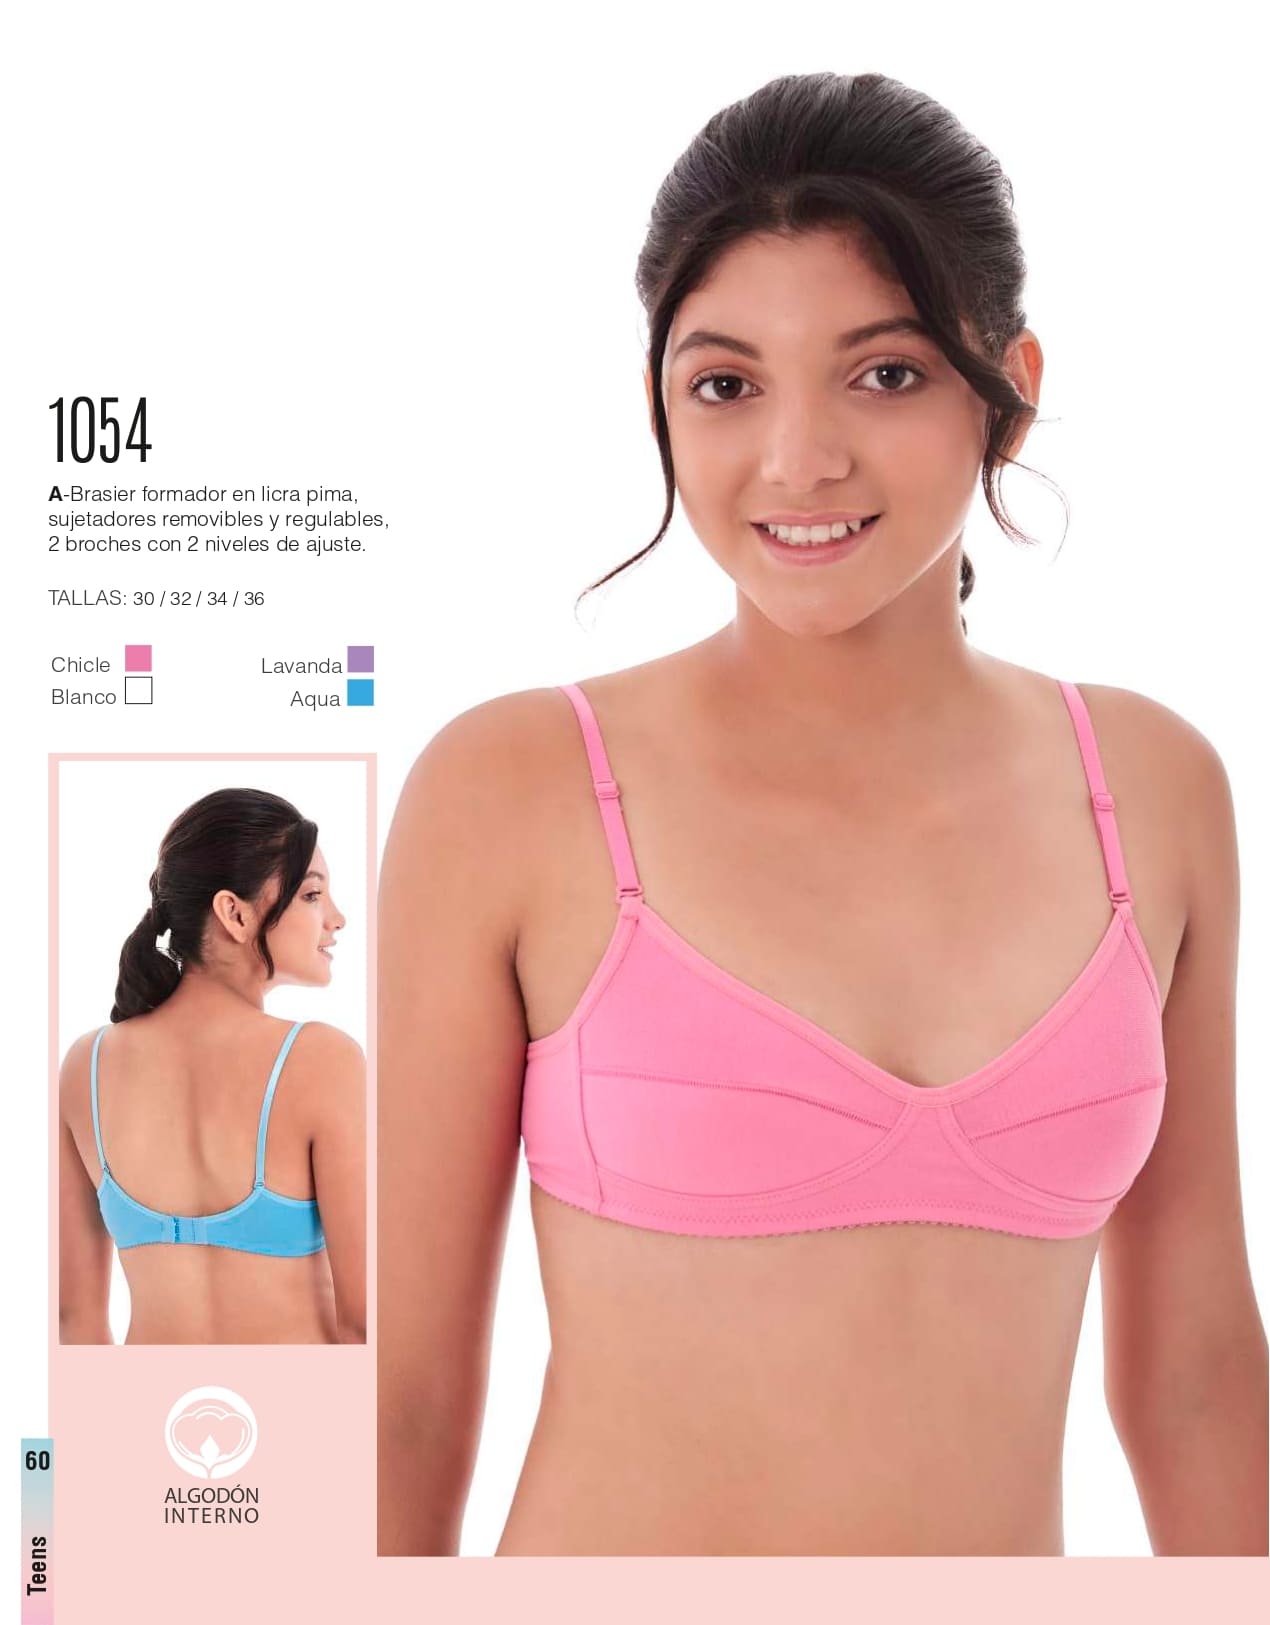 1054
A-Brasier formador en licra pima,
sujetadores removibles y regulables,
2 broches con 2 niveles de ajuste.
TALLAS: 30 / 32 / 34 / 36
Chicle
Lavanda
Blanco
Aqua
ALGODÓN
INTERNO
60
Teens